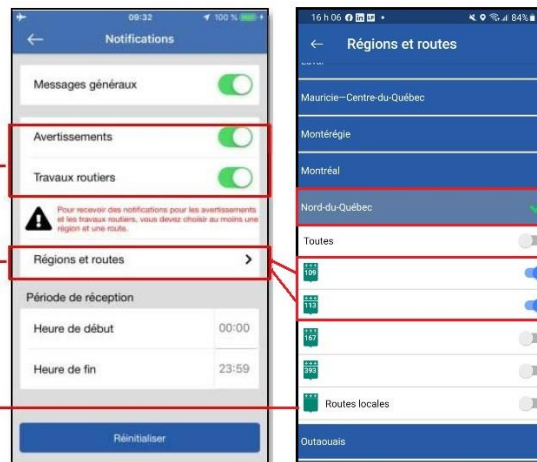 09:32
100 %
Notifications
Messages généraux
Avertissements
Travaux routiers
Pour recevoir des notifications pour les avertissements
et les travaux routiers, vous devez choisir au moins une
région et une route.
Régions et routes
Période de réception
Heure de début 00:00
Heure de fin 23:59
Réinitialiser
16 h 06
84%
Régions et routes
Mauricie–Centre-du-Québec
Montérégie
Montréal
Nord-du-Québec
Toutes
109
113
167
393
Routes locales
Outaouais